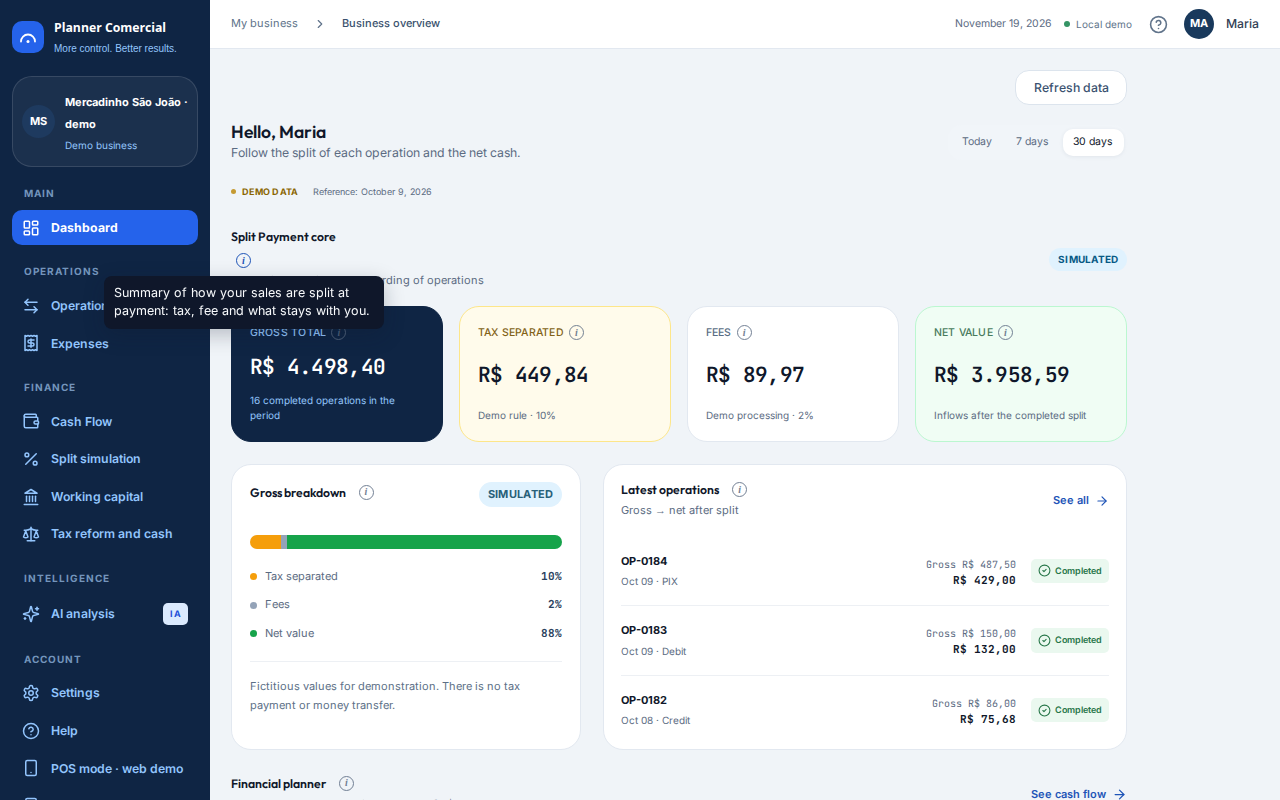 Planner Comercial
More control. Better results.
MS
Mercadinho São João ·
demo
Demo business
MAIN
Dashboard
OPERATIONS
Expenses
FINANCE
Cash Flow
Split simulation
Working capital
Tax reform and cash
INTELLIGENCE
AI analysis
IA
ACCOUNT
Settings
Help
POS mode · web demo
My business
Business overview
November 19, 2026
Local demo
MA
Maria
Refresh data
Hello, Maria
Follow the split of each operation and the net cash.
Today
7 days
30 days
DEMO DATA
Reference: October 9, 2026
Split Payment core
SIMULATED
of operations
Summary of how your sales are split at
payment: tax, fee and what stays with you.
GROSS TOTAL
R$ 4.498,40
16 completed operations in the
period
TAX SEPARATED
R$ 449,84
Demo rule · 10%
FEES
R$ 89,97
Demo processing · 2%
NET VALUE
R$ 3.958,59
Inflows after the completed split
Gross breakdown
SIMULATED
Tax separated
10%
Fees
2%
Net value
88%
Fictitious values for demonstration. There is no tax
payment or money transfer.
Latest operations
Gross → net after split
See all
OP-0184
Oct 09 · PIX
Gross R$ 487,50
R$ 429,00
Completed
OP-0183
Oct 09 · Debit
Gross R$ 150,00
R$ 132,00
Completed
OP-0182
Oct 08 · Credit
Gross R$ 86,00
R$ 75,68
Completed
Financial planner
See cash flow